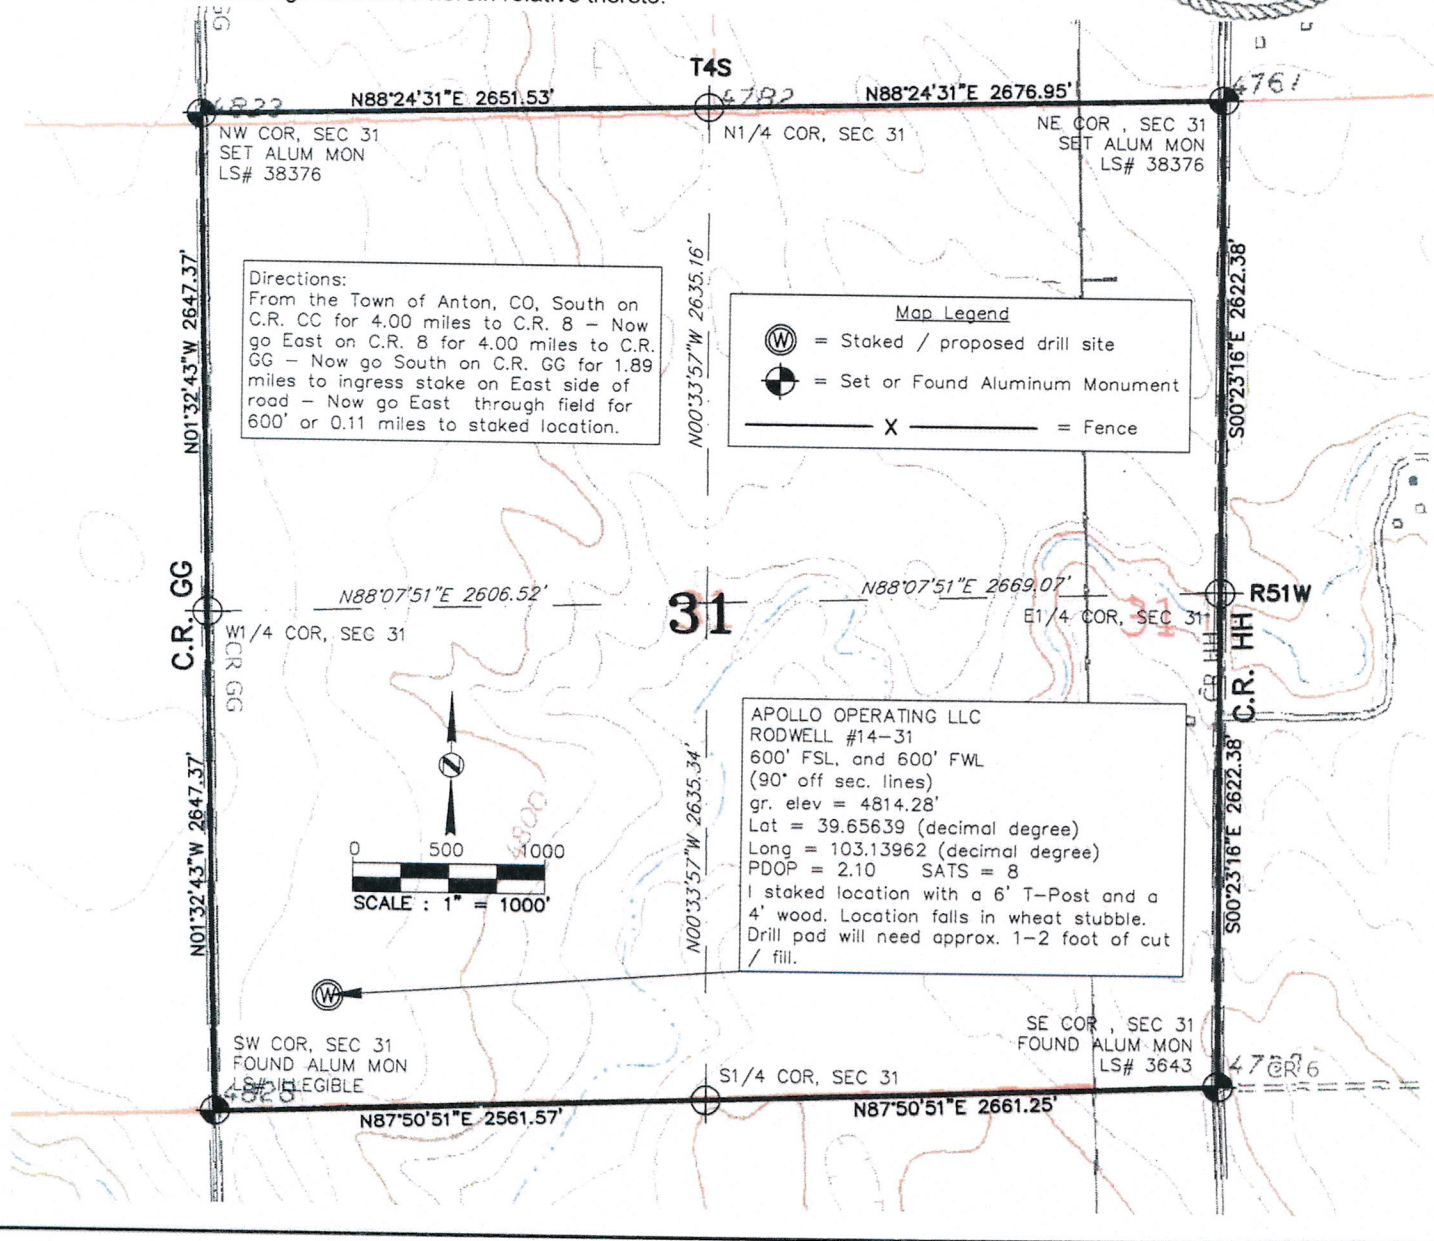 relative thereto.
T4S
4823
N88°24'31"E 2651.53'
4782
N88°24'31"E 2676.95'
4761
NW COR, SEC 31
SET ALUM MON
LS# 38376
N1/4 COR, SEC 31
NE COR , SEC 31
SET ALUM MON
LS# 38376
N01°32'43"W 2647.37'
Directions:
From the Town of Anton, CO, South on
C.R. CC for 4.00 miles to C.R. 8 – Now
go East on C.R. 8 for 4.00 miles to C.R.
GG – Now go South on C.R. GG for 1.89
miles to ingress stake on East side of
road – Now go East through field for
600' or 0.11 miles to staked location.
N00°33'57"W 2635.16'
Map Legend
W = Staked / proposed drill site
= Set or Found Aluminum Monument
X = Fence
S00°23'16"E 2622.38'
C.R. GG
N88°07'51"E 2606.52'
31
N88°07'51"E 2669.07'
R51W
W1/4 COR, SEC 31
E1/4 COR, SEC 31
31
CR GG
CR HH
C.R. HH
N01°32'43"W 2647.37'
N
4800
0 500 1000
SCALE : 1" = 1000'
N00°33'57"W 2635.34'
APOLLO OPERATING LLC
RODWELL #14–31
600' FSL, and 600' FWL
(90° off sec. lines)
gr. elev = 4814.28'
Lat = 39.65639 (decimal degree)
Long = 103.13962 (decimal degree)
PDOP = 2.10 SATS = 8
I staked location with a 6' T–Post and a
4' wood. Location falls in wheat stubble.
Drill pad will need approx. 1–2 foot of cut
/ fill.
S00°23'16"E 2622.38
W
SW COR, SEC 31
FOUND ALUM MON
LS# ILLEGIBLE
S1/4 COR, SEC 31
SE COR , SEC 31
FOUND ALUM MON
LS# 3643
CR 6
N87°50'51"E 2561.57'
N87°50'51"E 2661.25'